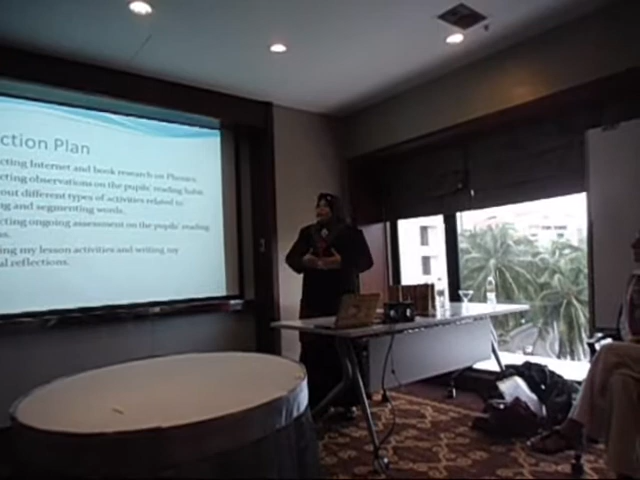 ction Plan
cting Internet and book research on Phonics.
cting observations on the pupils' reading habit.
out different types of activities related to
ng and segmenting words.
cting ongoing assessment on the pupils' reading
s.
ing my lesson activities and writing my
al reflections.